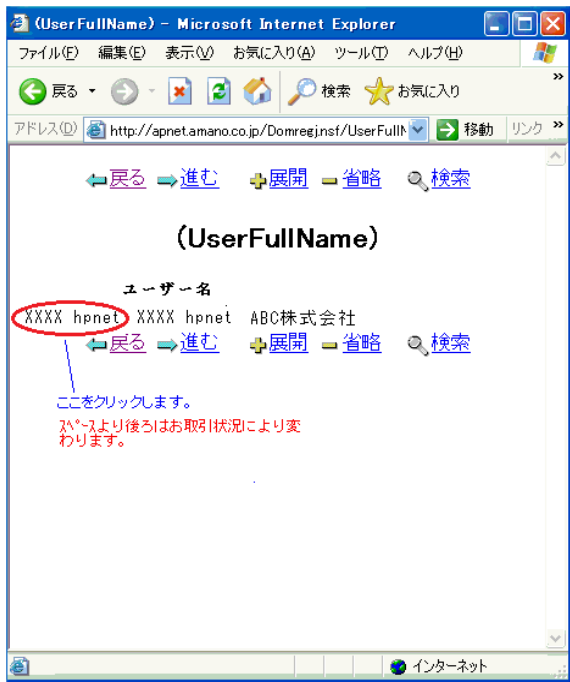 (UserFullName) - Microsoft Internet Explorer
ファイル(F) 編集(E) 表示(V) お気に入り(A) ツール(T) ヘルプ(H)
戻る 検索 お気に入り »
アドレス(D) http://apnet.amano.co.jp/Domregj.nsf/UserFullN 移動 リンク »
戻る 進む 展開 省略 検索
(UserFullName)
ユーザー名
XXXX hpnet XXXX hpnet ABC株式会社
戻る 進む 展開 省略 検索
ここをクリックします。
スペースより後ろはお取引状況により変
わります。
インターネット